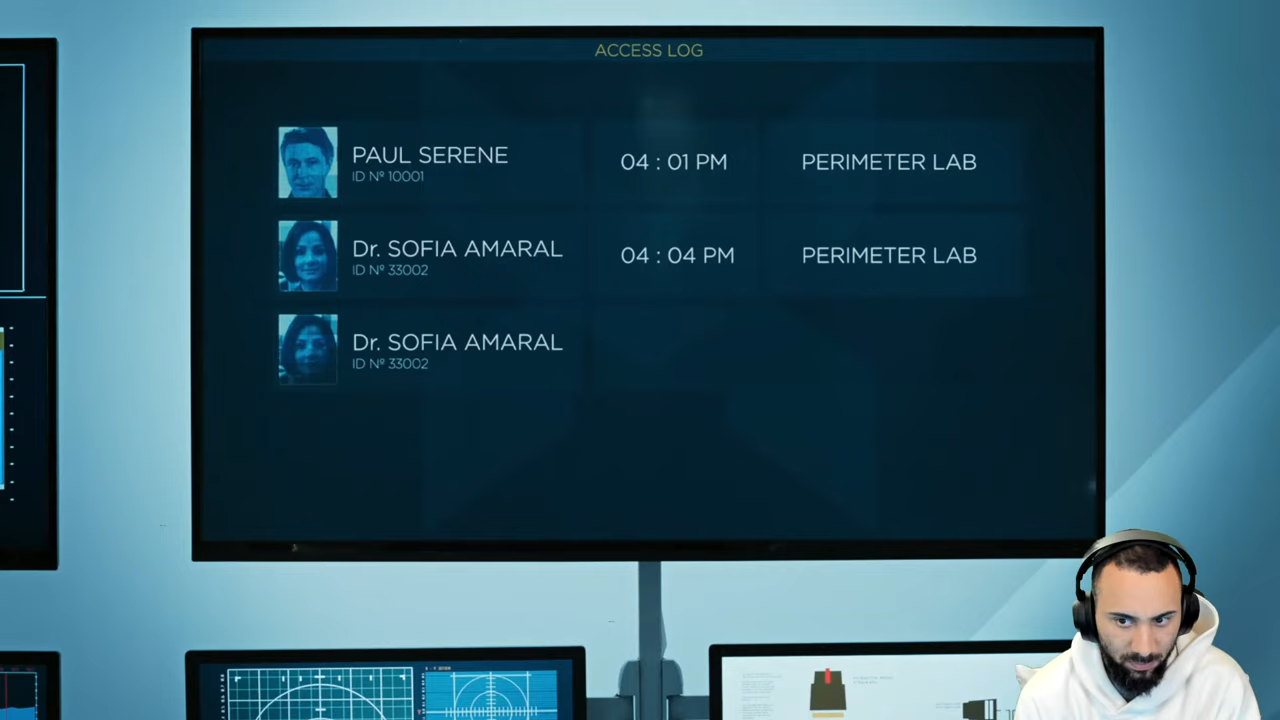 ACCESS LOG
PAUL SERENE
ID Nº 10001
04 : 01 PM
PERIMETER LAB
Dr. SOFIA AMARAL
ID Nº 33002
04 : 04 PM
PERIMETER LAB
Dr. SOFIA AMARAL
ID Nº 33002